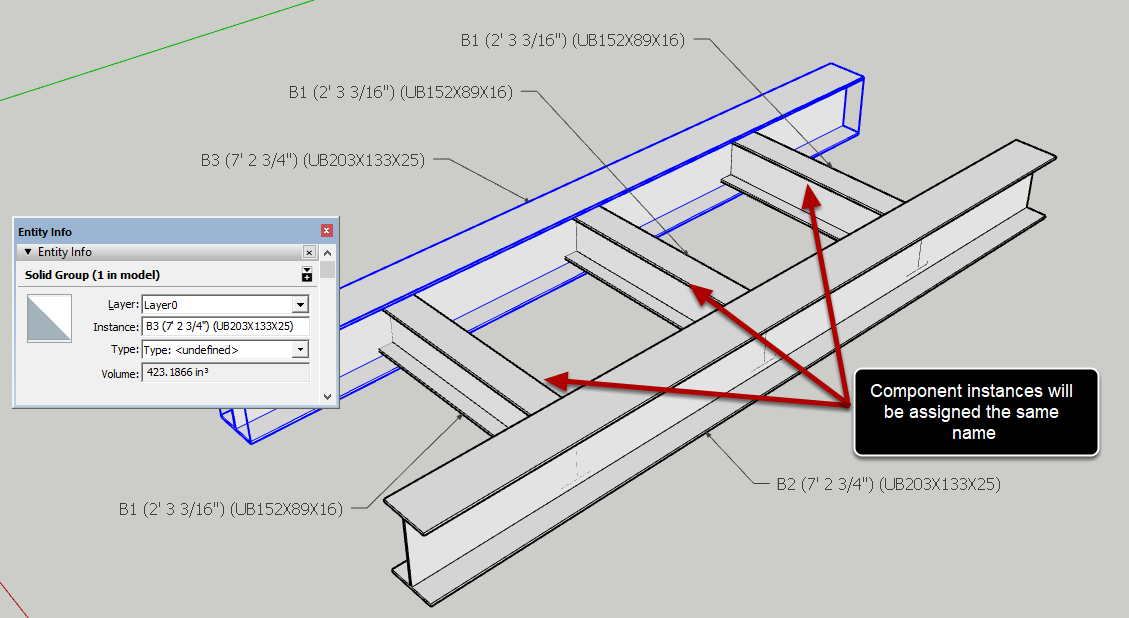 B1 (2' 3 3/16") (UB152X89X16)
B1 (2' 3 3/16") (UB152X89X16)
B3 (7' 2 3/4") (UB203X133X25)
Entity Info
Entity Info
Solid Group (1 in model)
Layer: Layer0
Instance: B3 (7' 2 3/4") (UB203X133X25)
Type: Type: <undefined>
Volume: 423.1866 in³
Component instances will
be assigned the same
name
B2 (7' 2 3/4") (UB203X133X25)
B1 (2' 3 3/16") (UB152X89X16)